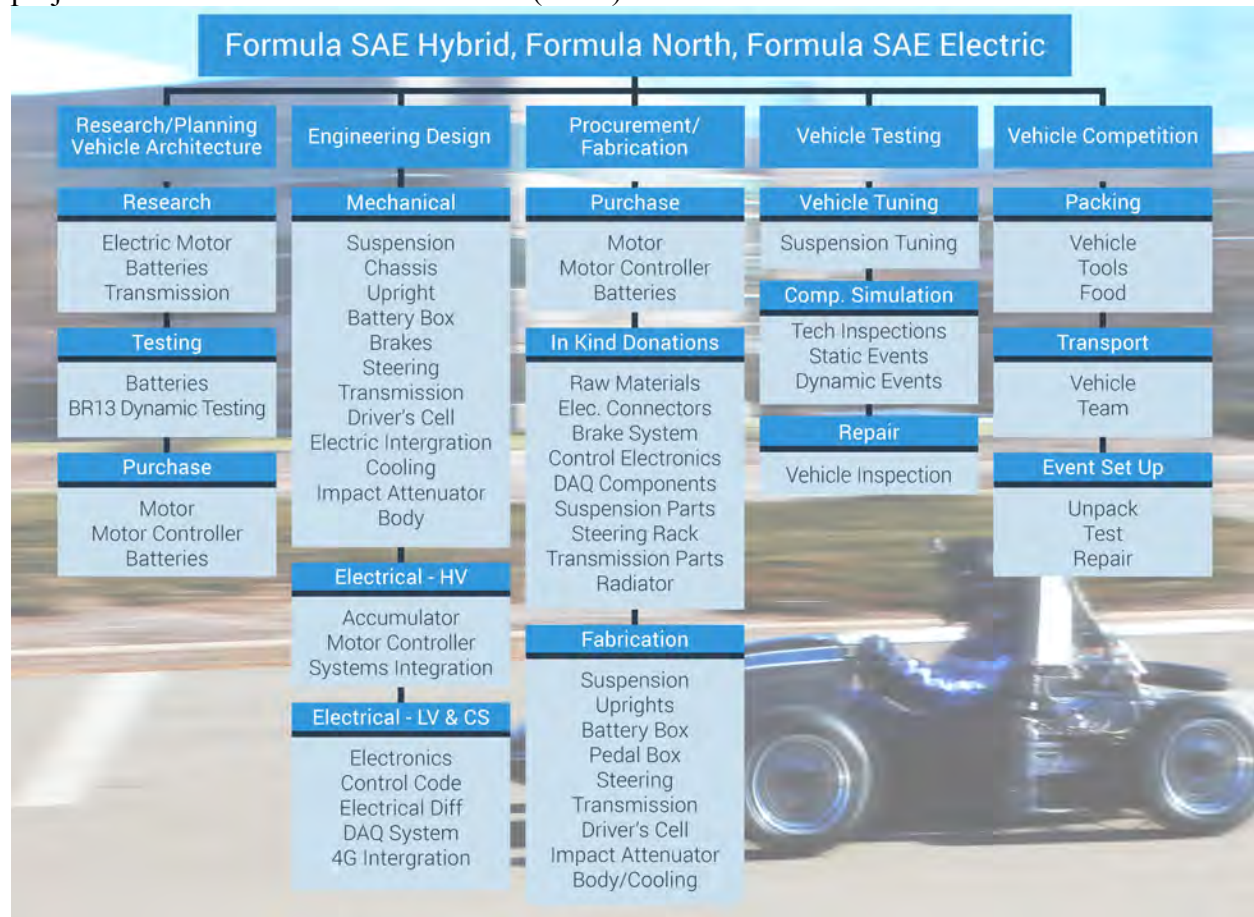 Formula SAE Hybrid, Formula North, Formula SAE Electric
Research/Planning
Vehicle Architecture
Research
Electric Motor
Batteries
Transmission
Testing
Batteries
BR13 Dynamic Testing
Purchase
Motor
Motor Controller
Batteries
Engineering Design
Mechanical
Suspension
Chassis
Upright
Battery Box
Brakes
Steering
Transmission
Driver's Cell
Electric Intergration
Cooling
Impact Attenuator
Body
Electrical - HV
Accumulator
Motor Controller
Systems Integration
Electrical - LV & CS
Electronics
Control Code
Electrical Diff
DAQ System
4G Intergration
Procurement/
Fabrication
Purchase
Motor
Motor Controller
Batteries
In Kind Donations
Raw Materials
Elec. Connectors
Brake System
Control Electronics
DAQ Components
Suspension Parts
Steering Rack
Transmission Parts
Radiator
Fabrication
Suspension
Uprights
Battery Box
Pedal Box
Steering
Transmission
Driver's Cell
Impact Attenuator
Body/Cooling
Vehicle Testing
Vehicle Tuning
Suspension Tuning
Comp. Simulation
Tech Inspections
Static Events
Dynamic Events
Repair
Vehicle Inspection
Vehicle Competition
Packing
Vehicle
Tools
Food
Transport
Vehicle
Team
Event Set Up
Unpack
Test
Repair